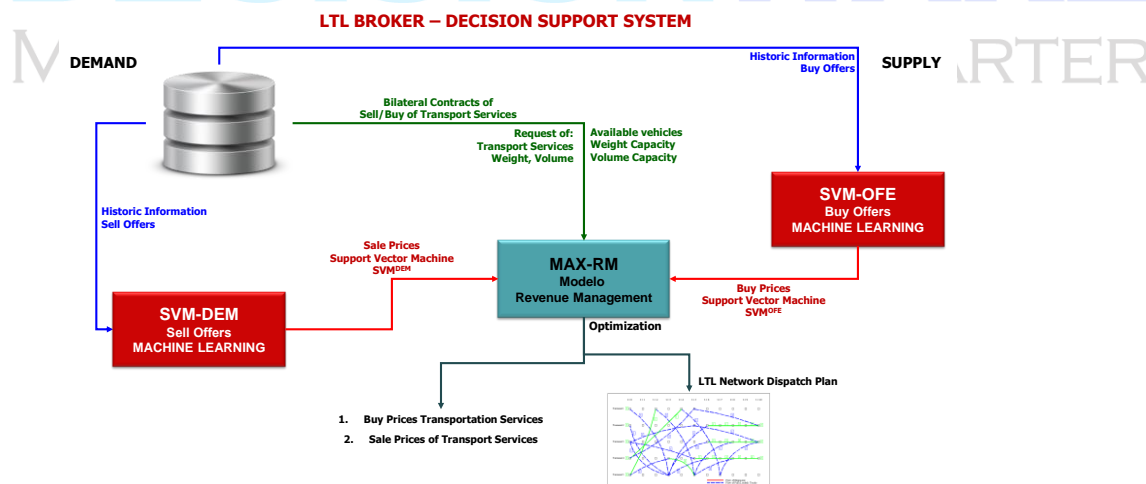 LTL BROKER – DECISION SUPPORT SYSTEM
DEMAND
SUPPLY
Historic Information
Buy Offers
Bilateral Contracts of
Sell/Buy of Transport Services
Request of:
Transport Services
Weight, Volume
Available vehicles
Weight Capacity
Volume Capacity
SVM-OFE
Buy Offers
MACHINE LEARNING
Historic Information
Sell Offers
Sale Prices
Support Vector Machine
SVMᴰᴱᴹ
MAX-RM
Modelo
Revenue Management
Buy Prices
Support Vector Machine
SVMᴼᶠᴱ
SVM-DEM
Sell Offers
MACHINE LEARNING
Optimization
LTL Network Dispatch Plan
1. Buy Prices Transportation Services
2. Sale Prices of Transport Services